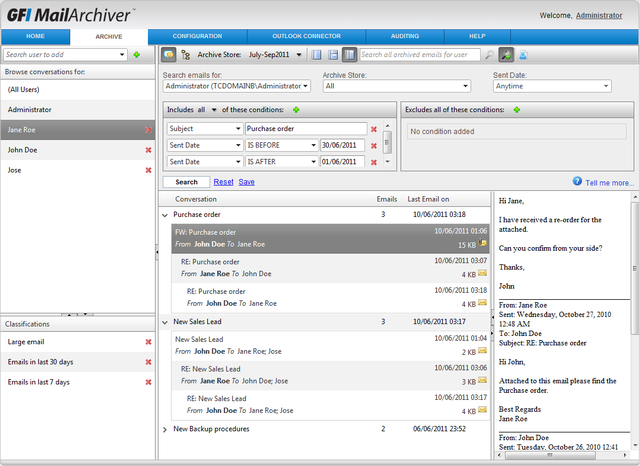 GFI MailArchiver™
Welcome, Administrator
HOME ARCHIVE CONFIGURATION OUTLOOK CONNECTOR AUDITING HELP
Search user to add
Archive Store: July-Sep2011
Search all archived emails for user
Browse conversations for:
(All Users)
Administrator
Jane Roe
John Doe
Jose
Classifications
Large email
Emails in last 30 days
Emails in last 7 days
Search emails for: Archive Store: Sent Date:
Administrator (TCDOMAINB\Administrator All Anytime
Includes all of these conditions:
Subject Purchase order
Sent Date IS BEFORE 30/06/2011
Sent Date IS AFTER 01/06/2011
Excludes all of these conditions:
No condition added
Search Reset Save
Tell me more...
Conversation Emails Last Email on
Purchase order 3 10/06/2011 03:18
FW: Purchase order 10/06/2011 01:06
From John Doe To Jane Roe 15 KB
RE: Purchase order 10/06/2011 03:07
From Jane Roe To John Doe 4 KB
RE: Purchase order 10/06/2011 03:18
From John Doe To Jane Roe 4 KB
New Sales Lead 3 10/06/2011 03:17
New Sales Lead 10/06/2011 01:04
From John Doe To Jane Roe; Jose 2 KB
RE: New Sales Lead 10/06/2011 03:06
From Jane Roe To John Doe; Jose 3 KB
RE: New Sales Lead 10/06/2011 03:17
From John Doe To Jane Roe; Jose 4 KB
New Backup procedures 2 06/06/2011 23:52
Hi Jane,
I have received a re-order for the
attached.
Can you confirm from your side?
Thanks,
John
From: Jane Roe
Sent: Wednesday, October 27, 2010
12:48 AM
To: John Doe
Subject: RE: Purchase order
Hi John,
Attached to this email please find the
Purchase order.
Best Regards
Jane Roe
From: John Doe
Sent: Tuesday, October 26, 2010 12:41